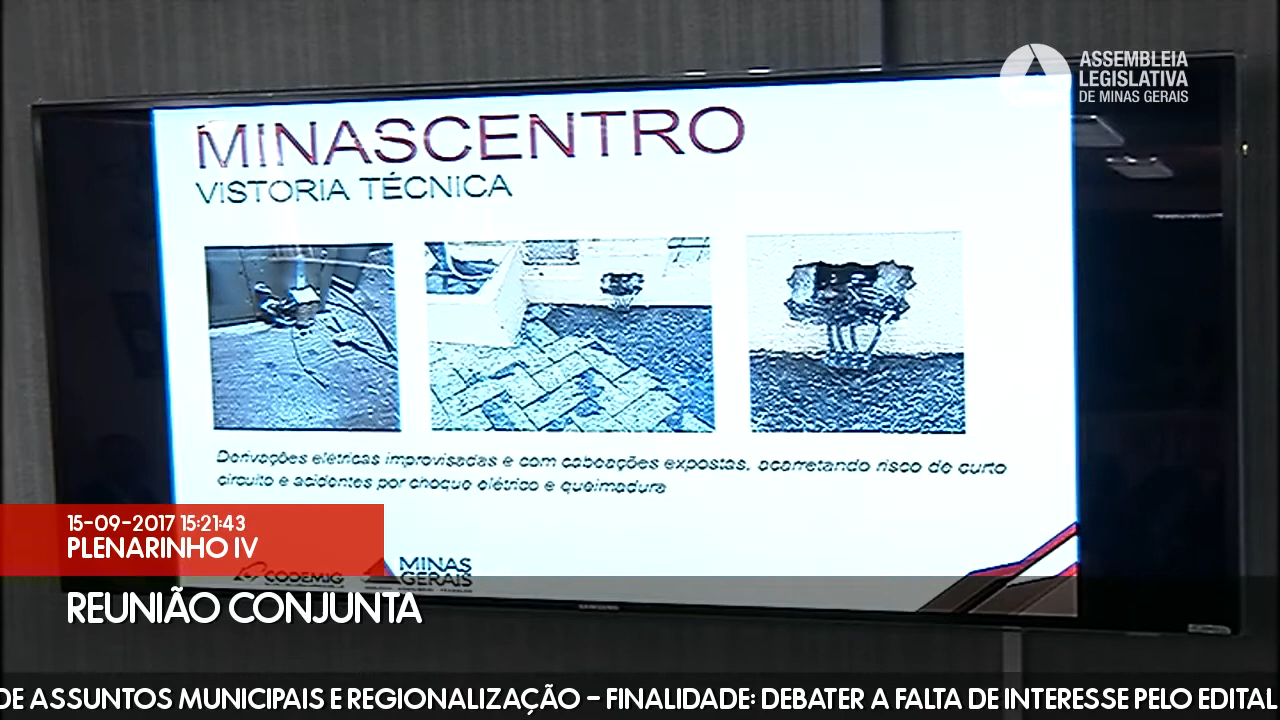 ASSEMBLEIA
LEGISLATIVA
DE MINAS GERAIS
MINASCENTRO
VISTORIA TÉCNICA
Derivações elétricas improvisadas e com cabeações expostas, acarretando risco de curto
circuito e acidentes por choque elétrico e queimadura
15-09-2017 15:21:43
PLENARINHO IV
CODEMIG
MINAS
GERAIS
SAMSUNG
REUNIÃO CONJUNTA
DE ASSUNTOS MUNICIPAIS E REGIONALIZAÇÃO - FINALIDADE: DEBATER A FALTA DE INTERESSE PELO EDITAL